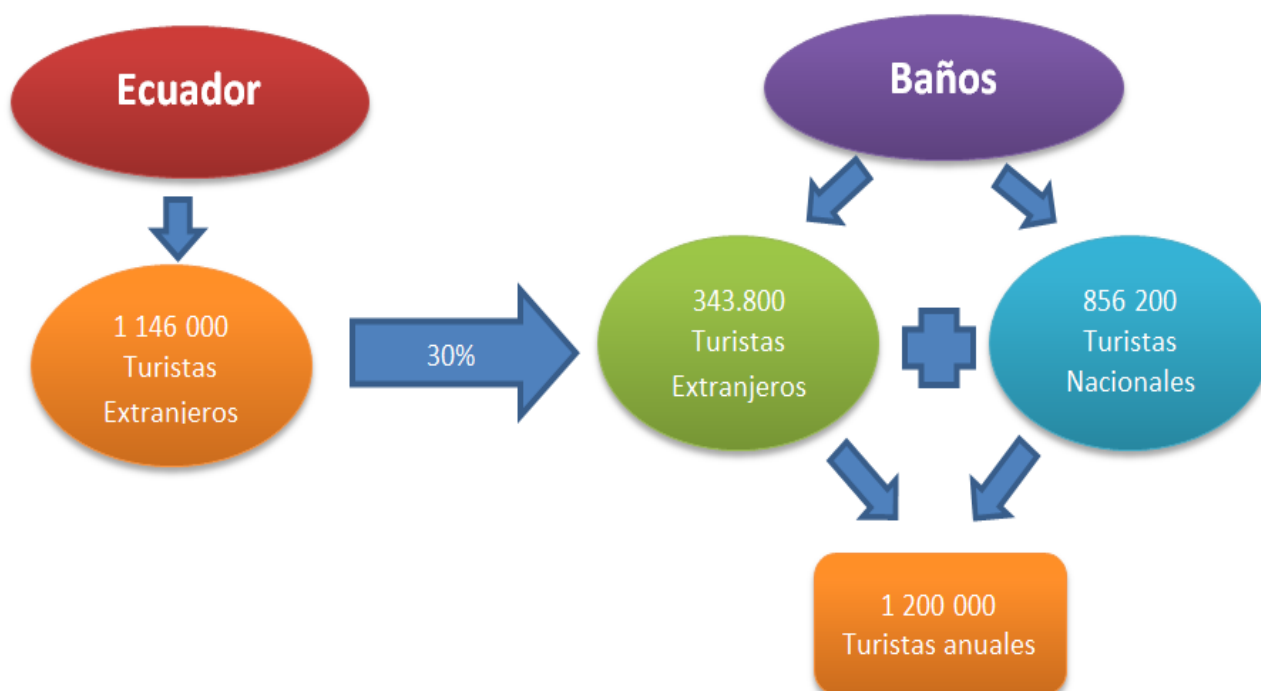 Ecuador
Baños
1 146 000
Turistas
Extranjeros
30%
343.800
Turistas
Extranjeros
856 200
Turistas
Nacionales
1 200 000
Turistas anuales